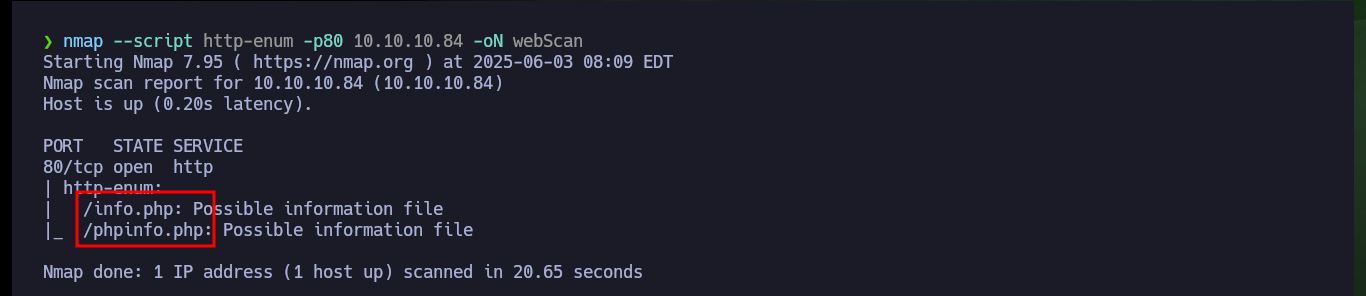 ❯ nmap --script http-enum -p80 10.10.10.84 -oN webScan
Starting Nmap 7.95 ( https://nmap.org ) at 2025-06-03 08:09 EDT
Nmap scan report for 10.10.10.84 (10.10.10.84)
Host is up (0.20s latency).
PORT   STATE SERVICE
80/tcp open  http
| http-enum:
|   /info.php: Possible information file
|_  /phpinfo.php: Possible information file
Nmap done: 1 IP address (1 host up) scanned in 20.65 seconds